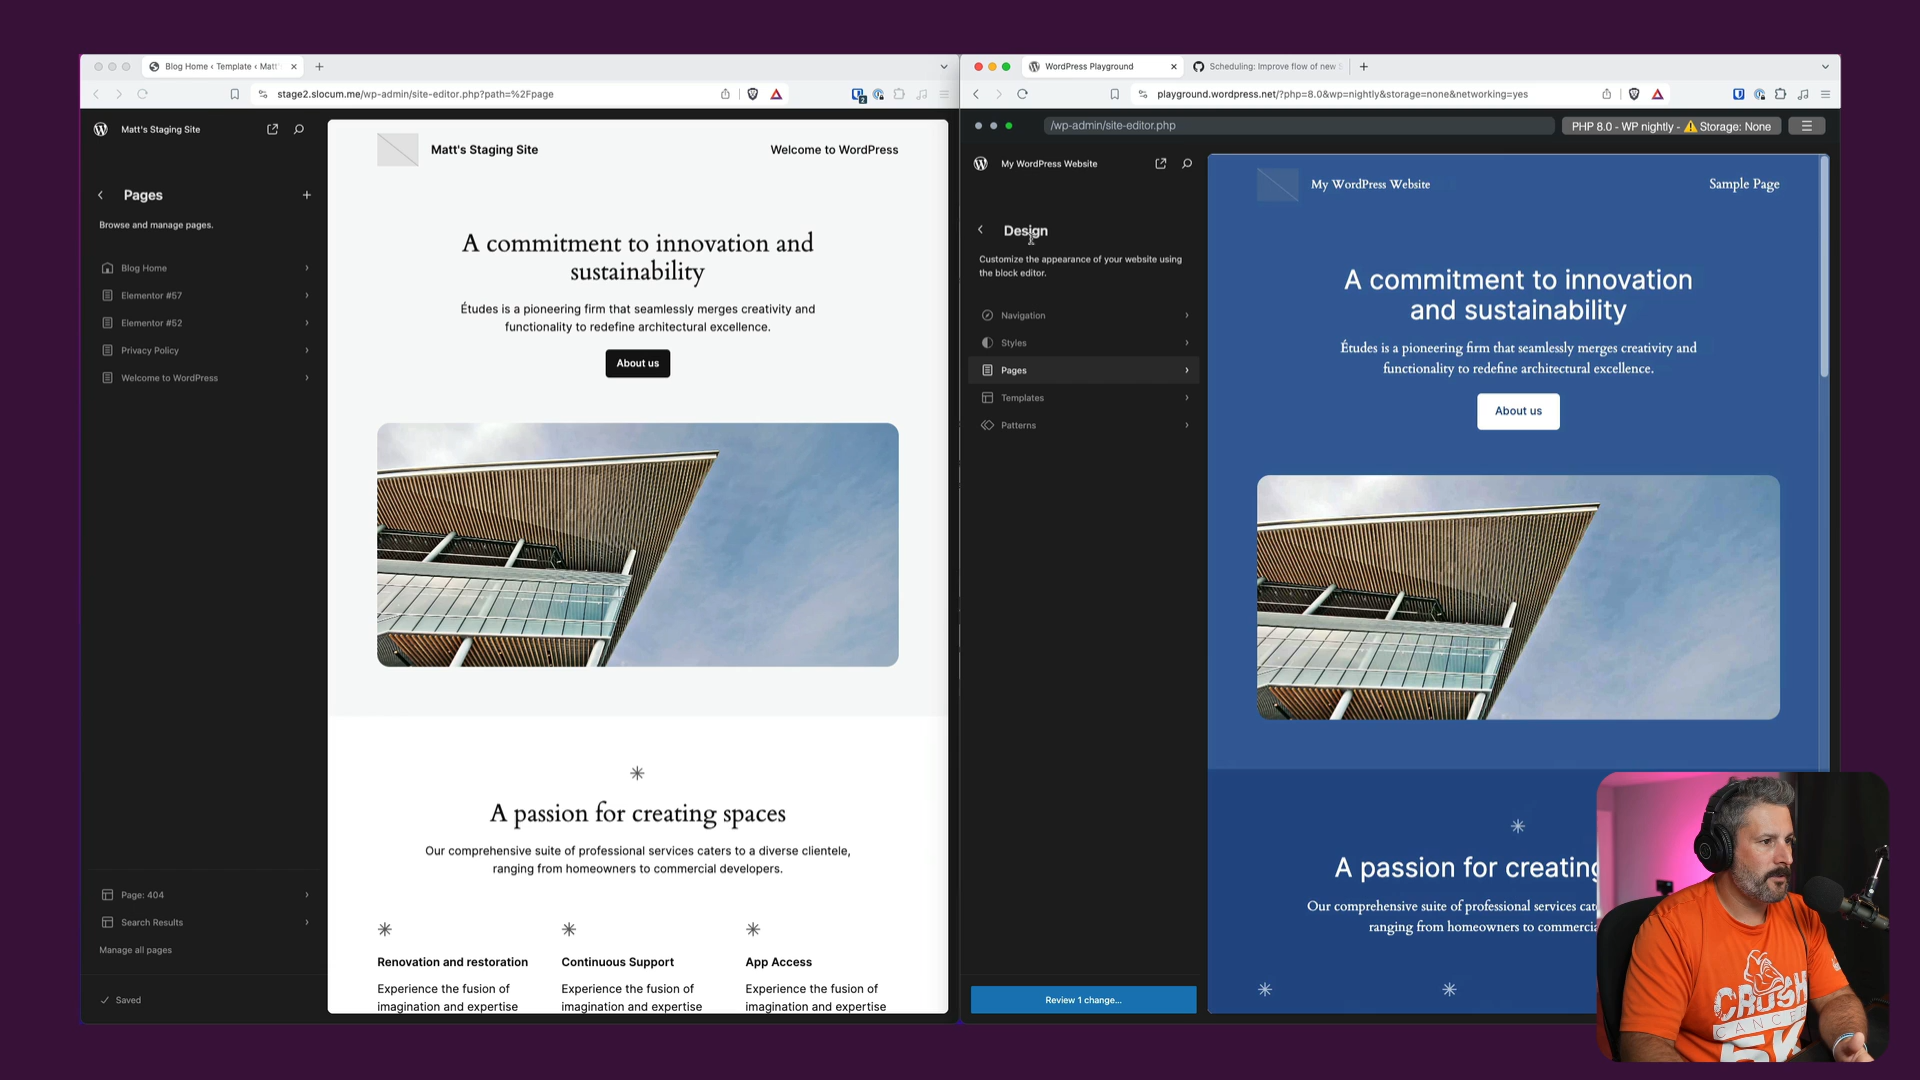 Blog Home ‹ Template ‹ Matt
stage2.slocum.me/wp-admin/site-editor.php?path=%2Fpage
2
Matt's Staging Site
Pages
Browse and manage pages.
Blog Home
Elementor #57
Elementor #52
Privacy Policy
Welcome to WordPress
Page: 404
Search Results
Manage all pages
Saved
Matt's Staging Site
Welcome to WordPress
A commitment to innovation and
sustainability
Études is a pioneering firm that seamlessly merges creativity and
functionality to redefine architectural excellence.
About us
A passion for creating spaces
Our comprehensive suite of professional services caters to a diverse clientele,
ranging from homeowners to commercial developers.
Renovation and restoration
Experience the fusion of
imagination and expertise
Continuous Support
Experience the fusion of
imagination and expertise
App Access
Experience the fusion of
imagination and expertise
WordPress Playground
Scheduling: Improve flow of new
playground.wordpress.net/?php=8.0&wp=nightly&storage=none&networking=yes
/wp-admin/site-editor.php
PHP 8.0 - WP nightly - ⚠️ Storage: None
My WordPress Website
Design
Customize the appearance of your website using
the block editor.
Navigation
Styles
Pages
Templates
Patterns
Review 1 change...
My WordPress Website
Sample Page
A commitment to innovation
and sustainability
Études is a pioneering firm that seamlessly merges creativity and
functionality to redefine architectural excellence.
About us
A passion for creating
Our comprehensive suite of professional services
ranging from homeowners to
CRUSH
CANCER
5K